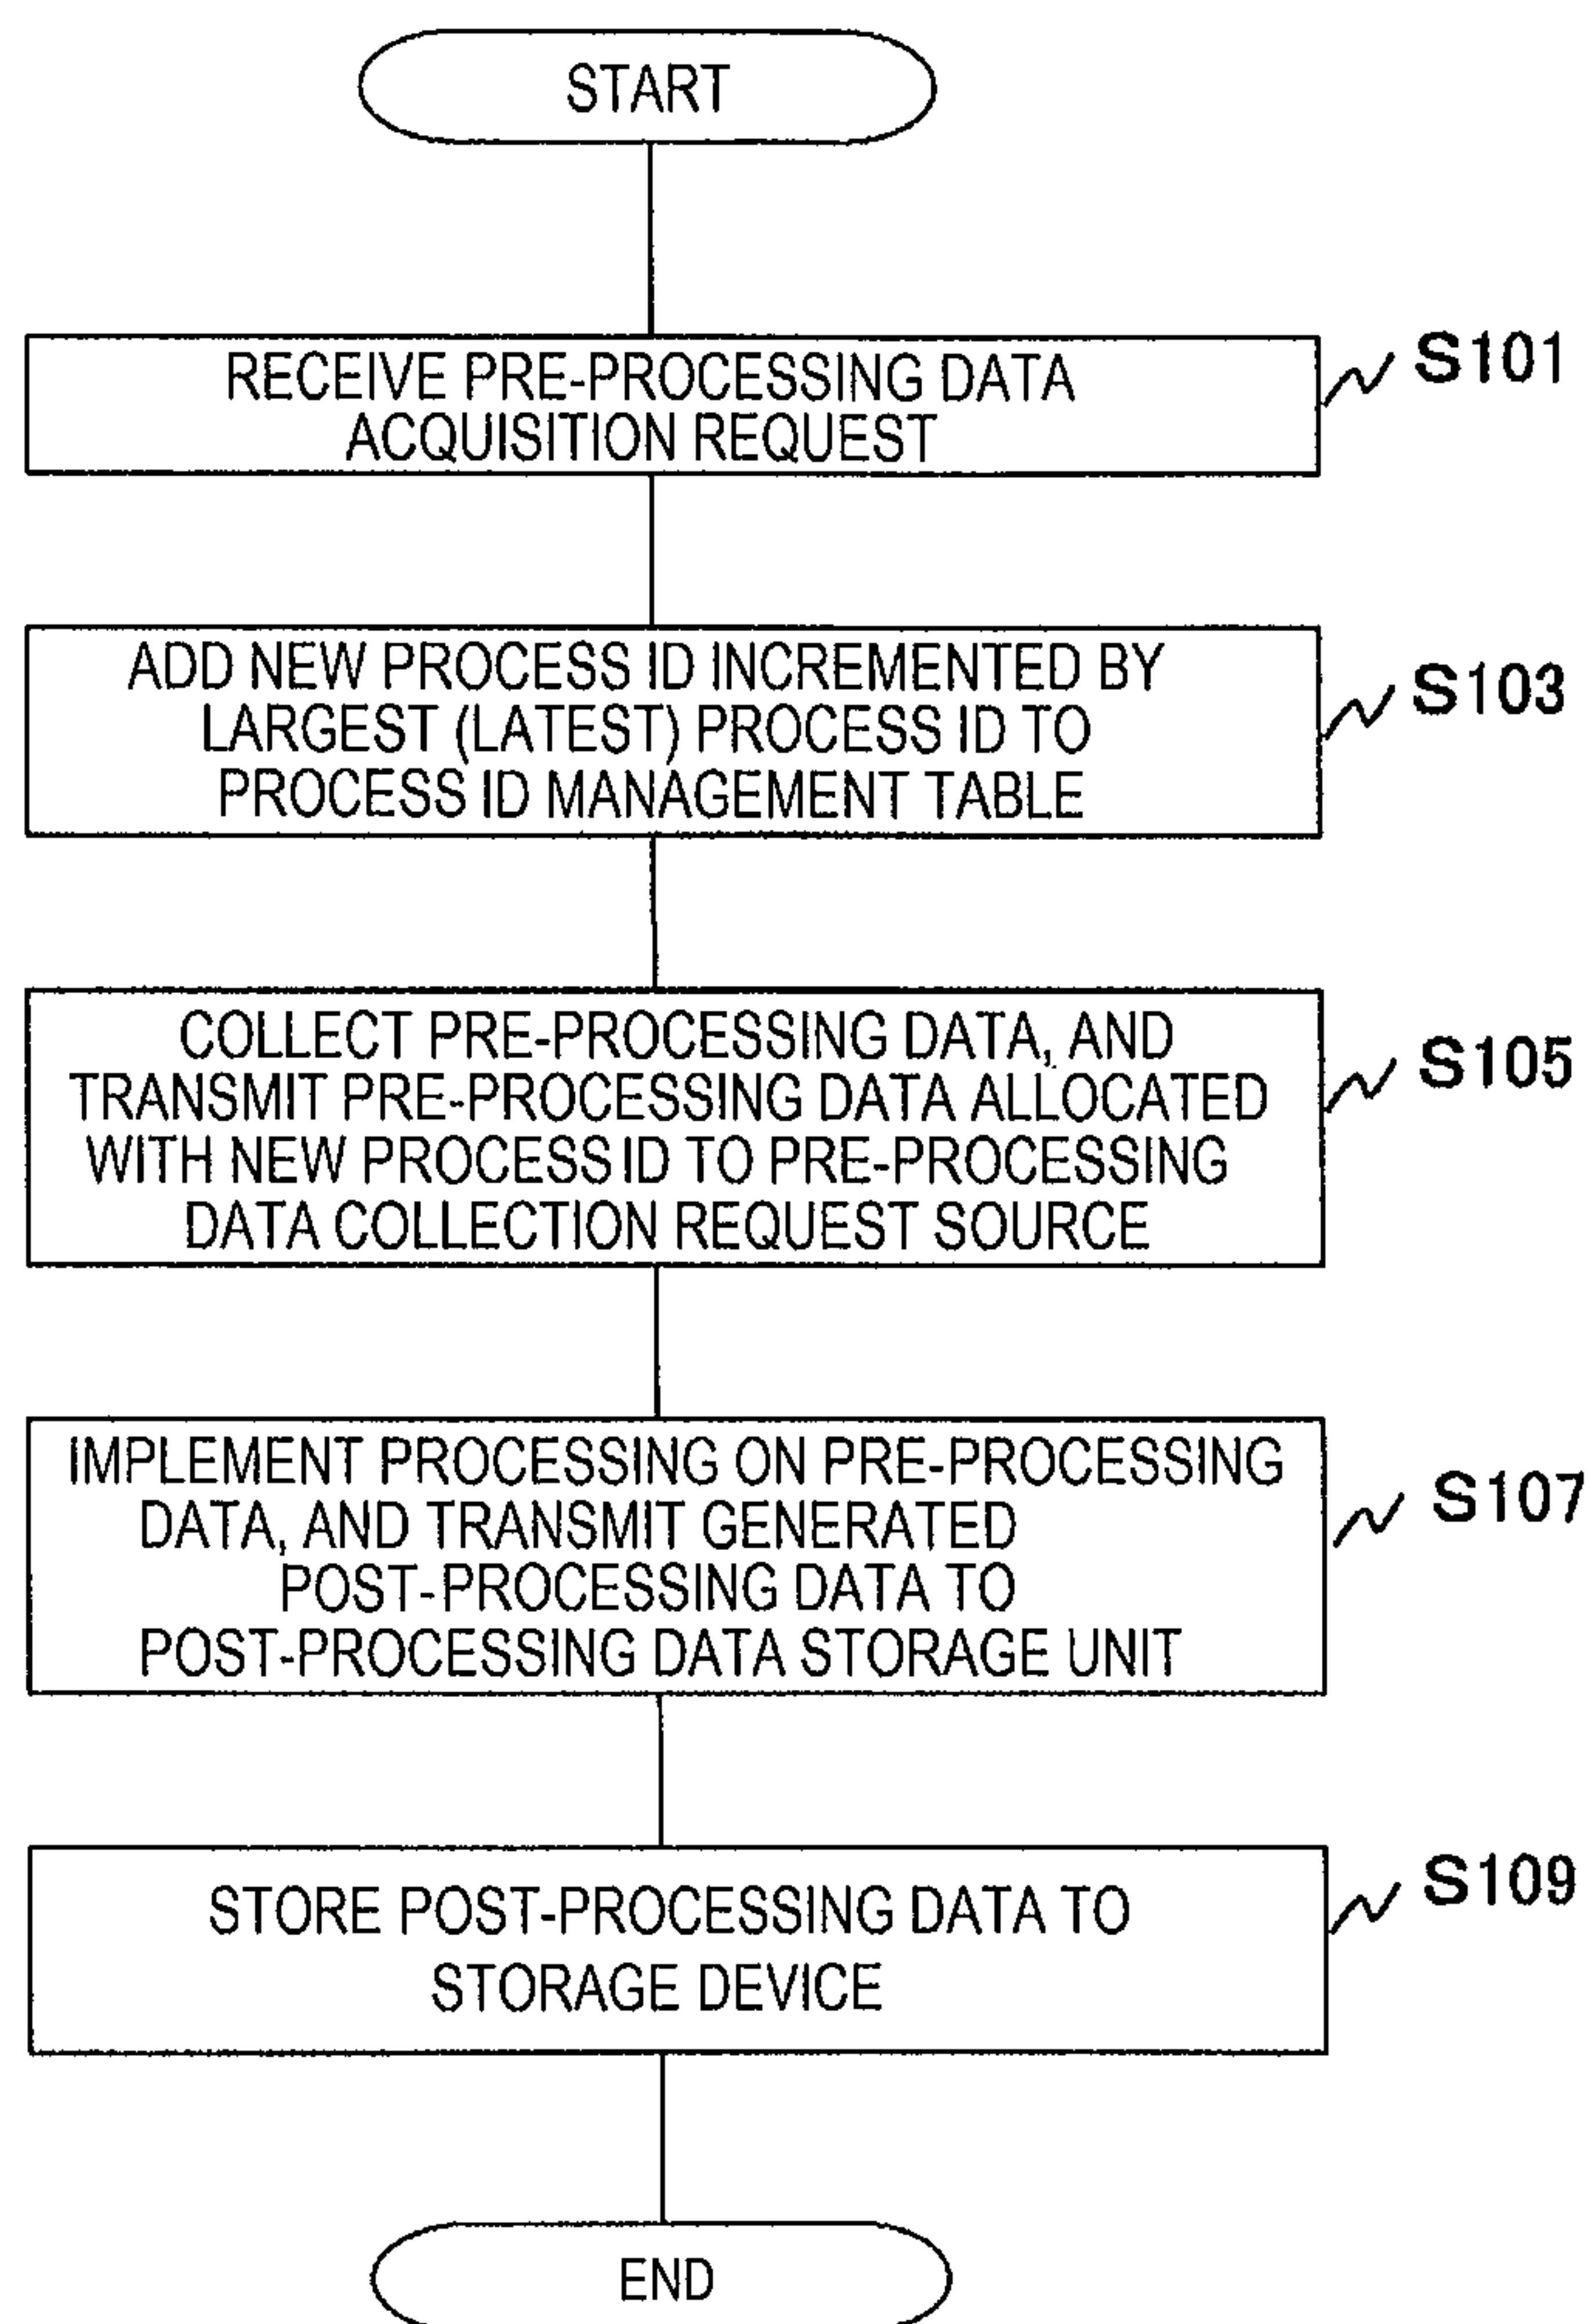 START
RECEIVE PRE-PROCESSING DATA
ACQUISITION REQUEST
S101
ADD NEW PROCESS ID INCREMENTED BY
LARGEST (LATEST) PROCESS ID TO
PROCESS ID MANAGEMENT TABLE
S103
COLLECT PRE-PROCESSING DATA, AND
TRANSMIT PRE-PROCESSING DATA ALLOCATED
WITH NEW PROCESS ID TO PRE-PROCESSING
DATA COLLECTION REQUEST SOURCE
S105
IMPLEMENT PROCESSING ON PRE-PROCESSING
DATA, AND TRANSMIT GENERATED
POST-PROCESSING DATA TO
POST-PROCESSING DATA STORAGE UNIT
S107
STORE POST-PROCESSING DATA TO
STORAGE DEVICE
S109
END